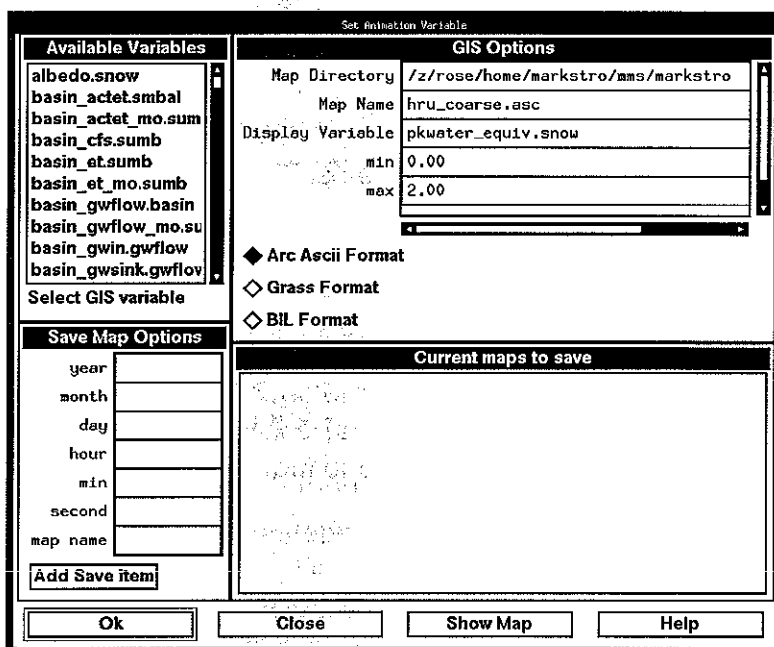 Set Animation Variable
Available Variables
albedo.snow
basin_actet.smbal
basin_actet_mo.sum
basin_cfs.sumb
basin_et.sumb
basin_et_mo.sumb
basin_gwflow.basin
basin_gwflow_mo.su
basin_gwin.gwflow
basin_gwsink.gwflov
Select GIS variable
GIS Options
Map Directory /z/rose/home/markstro/mms/markstro
Map Name hru_coarse.asc
Display Variable pkwater_equiv.snow
min 0.00
max 2.00
Arc Ascii Format
Grass Format
BIL Format
Save Map Options
year
month
day
hour
min
second
map name
Add Save item
Current maps to save
Ok Close Show Map Help